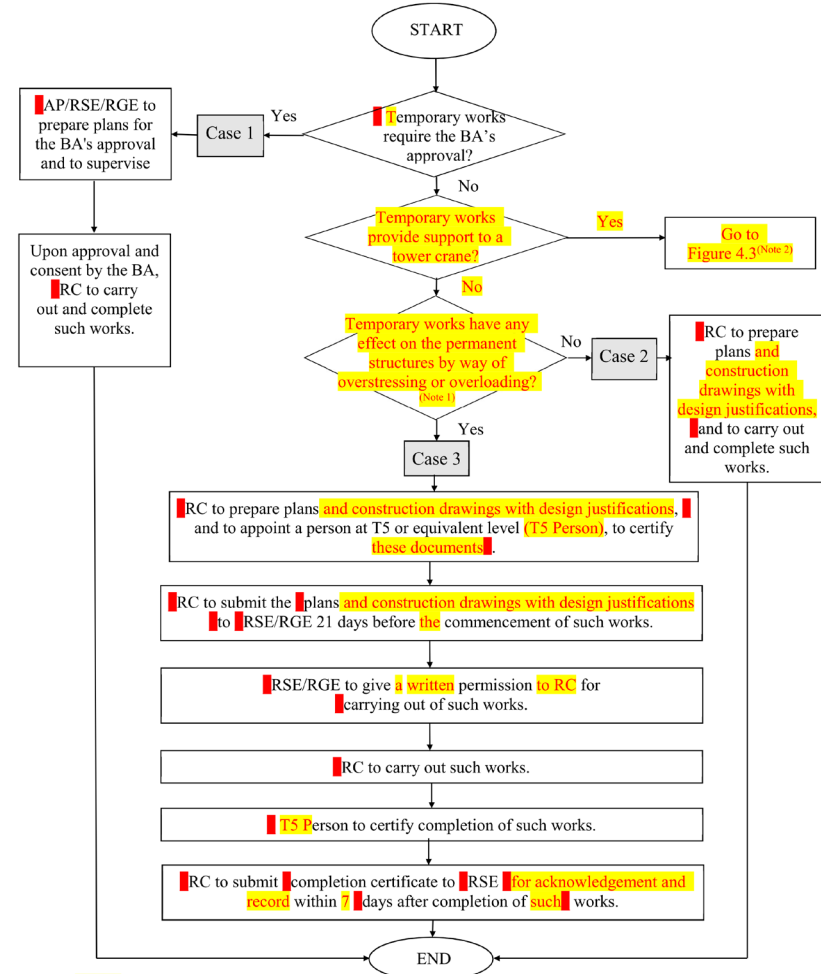 START
Temporary works
require the BA's
approval?
Yes
Case 1
AP/RSE/RGE to
prepare plans for
the BA's approval
and to supervise
Upon approval and
consent by the BA,
RC to carry
out and complete
such works.
No
Temporary works
provide support to a
tower crane?
Yes
Go to
Figure 4.3(Note 2)
No
Temporary works have any
effect on the permanent
structures by way of
overstressing or overloading?
(Note 1)
No
Case 2
RC to prepare
plans and
construction
drawings with
design justifications,
and to carry out
and complete such
works.
Yes
Case 3
RC to prepare plans and construction drawings with design justifications,
and to appoint a person at T5 or equivalent level (T5 Person), to certify
these documents.
RC to submit the plans and construction drawings with design justifications
to RSE/RGE 21 days before the commencement of such works.
RSE/RGE to give a written permission to RC for
carrying out of such works.
RC to carry out such works.
T5 Person to certify completion of such works.
RC to submit completion certificate to RSE for acknowledgement and
record within 7 days after completion of such works.
END